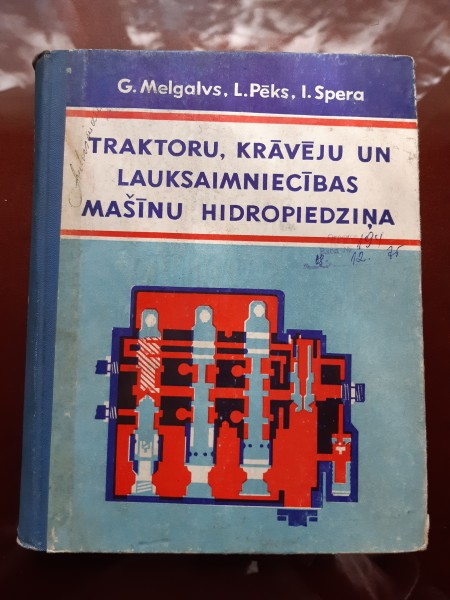 G. Melgalvs, L. Pēks, I. Spera
TRAKTORU, KRĀVĒJU UN
LAUKSAIMNIECĪBAS
MAŠĪNU HIDROPIEDZIŅA